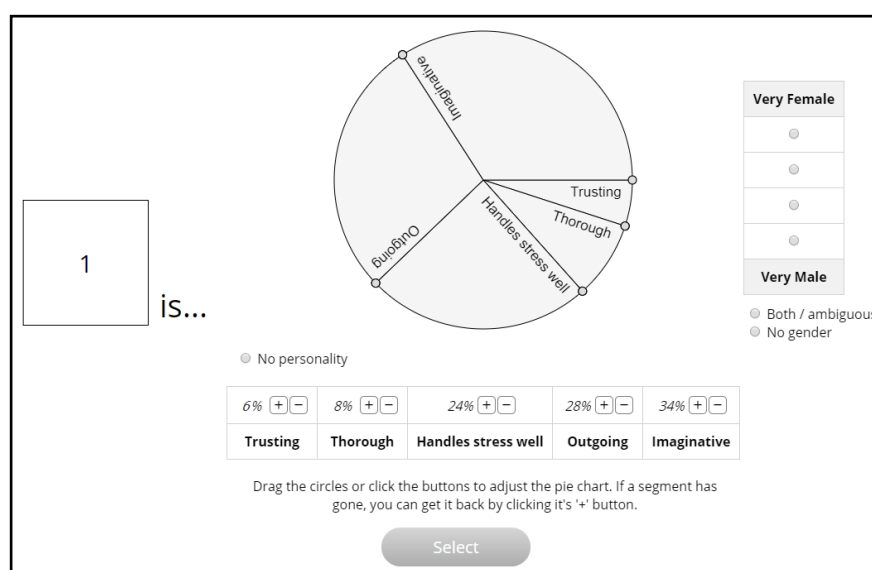 1
is...
Imaginative
Outgoing
Handles stress well
Thorough
Trusting
Very Female
Very Male
Both / ambiguous
No gender
No personality
6% + − 8% + − 24% + − 28% + − 34% + −
Trusting Thorough Handles stress well Outgoing Imaginative
Drag the circles or click the buttons to adjust the pie chart. If a segment has
gone, you can get it back by clicking it's '+' button.
Select